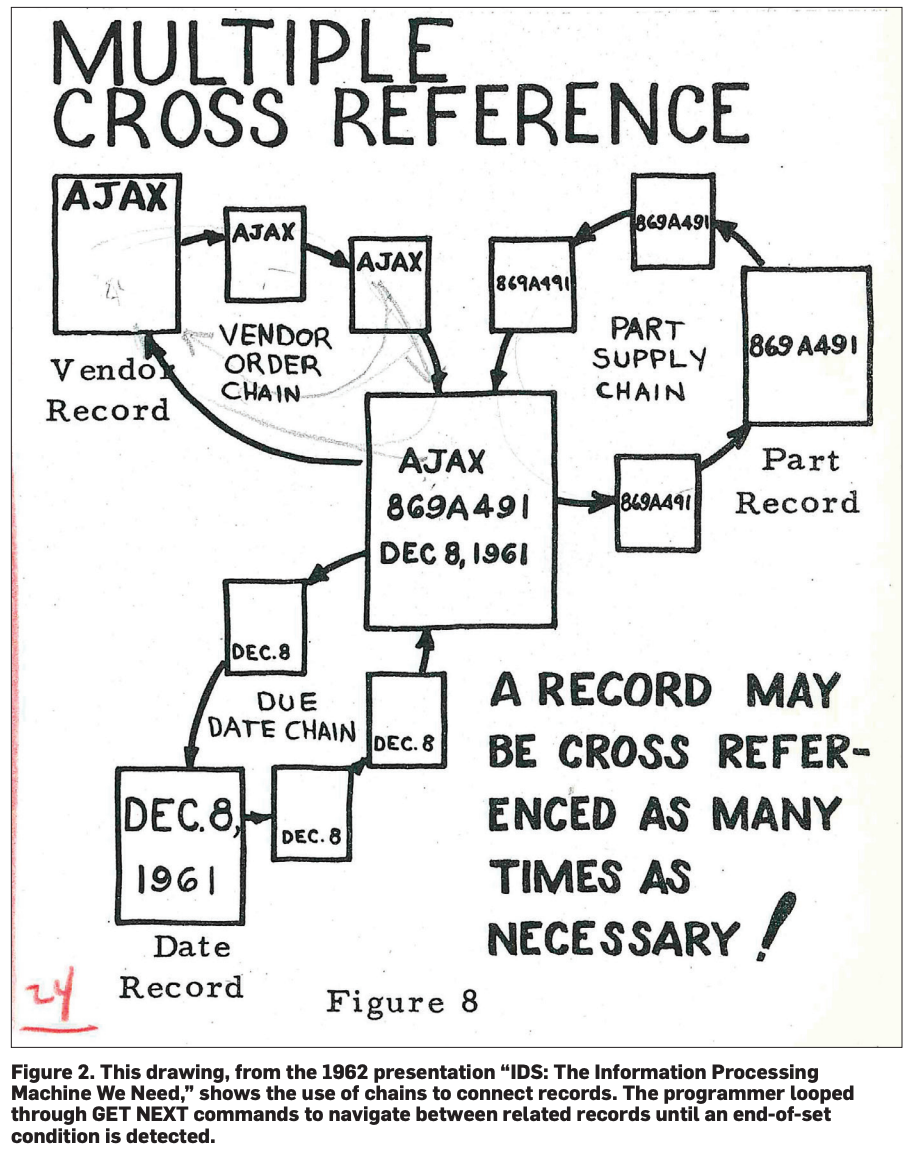 MULTIPLE
CROSS REFERENCE
AJAX
AJAX
AJAX
869A491
869A491
869A491
VENDOR
ORDER
CHAIN
PART
SUPPLY
CHAIN
Vendor
Record
AJAX
869A491
DEC 8, 1961
869A491
Part
Record
DEC. 8
DUE
DATE CHAIN
DEC. 8
DEC. 8,
1961
DEC. 8
Date
Record
A RECORD MAY
BE CROSS REFER-
ENCED AS MANY
TIMES AS
NECESSARY!
24
Figure 8
Figure 2. This drawing, from the 1962 presentation “IDS: The Information Processing
Machine We Need,” shows the use of chains to connect records. The programmer looped
through GET NEXT commands to navigate between related records until an end-of-set
condition is detected.